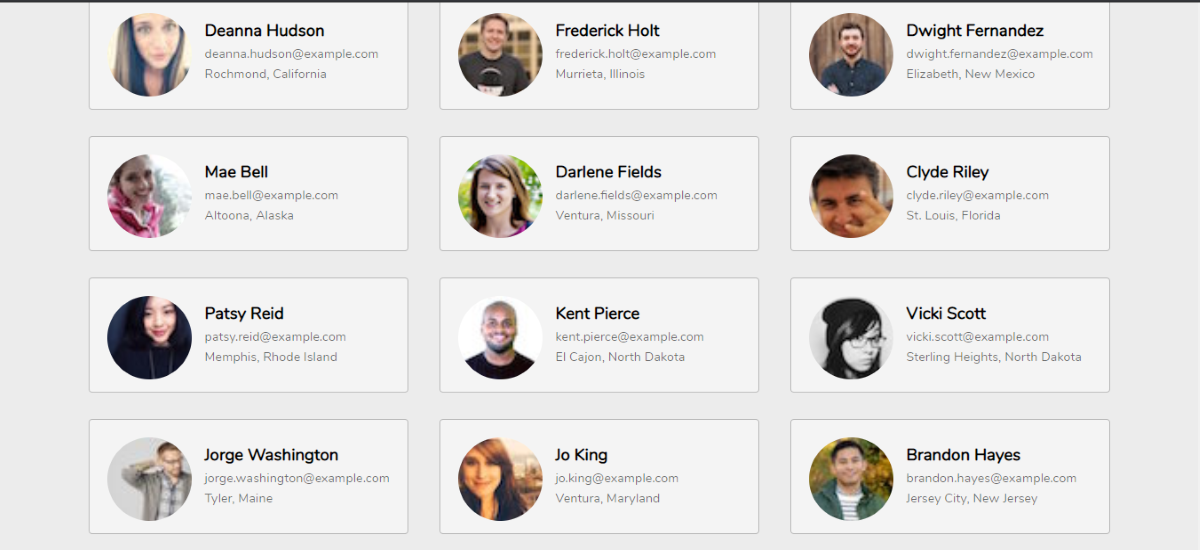 Deanna Hudson
deanna.hudson@example.com
Rochmond, California
Frederick Holt
frederick.holt@example.com
Murrieta, Illinois
Dwight Fernandez
dwight.fernandez@example.com
Elizabeth, New Mexico
Mae Bell
mae.bell@example.com
Altoona, Alaska
Darlene Fields
darlene.fields@example.com
Ventura, Missouri
Clyde Riley
clyde.riley@example.com
St. Louis, Florida
Patsy Reid
patsy.reid@example.com
Memphis, Rhode Island
Kent Pierce
kent.pierce@example.com
El Cajon, North Dakota
Vicki Scott
vicki.scott@example.com
Sterling Heights, North Dakota
Jorge Washington
jorge.washington@example.com
Tyler, Maine
Jo King
jo.king@example.com
Ventura, Maryland
Brandon Hayes
brandon.hayes@example.com
Jersey City, New Jersey